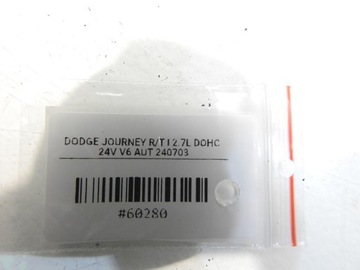 DODGE JOURNEY R/T I 2.7L DOHC
24V V6 AUT 240703
#60280